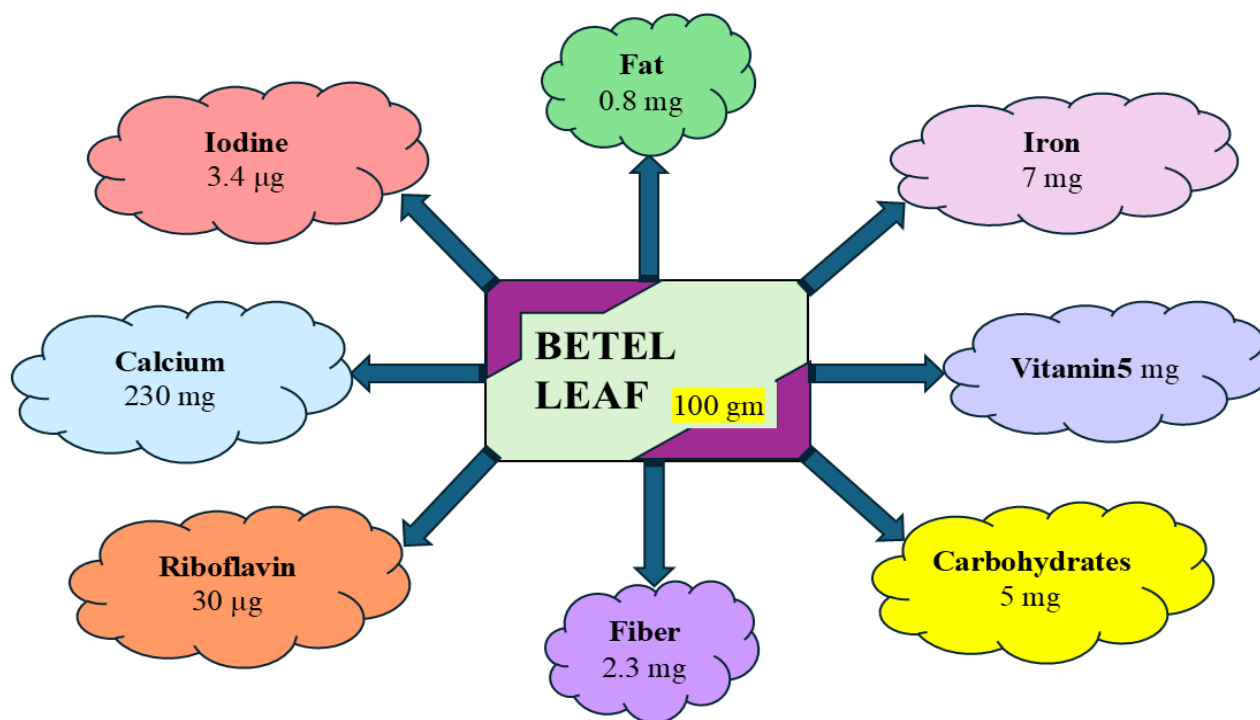 Fat
0.8 mg
Iodine
3.4 μg
Iron
7 mg
BETEL
LEAF
100 gm
Calcium
230 mg
Vitamin5 mg
Riboflavin
30 μg
Carbohydrates
5 mg
Fiber
2.3 mg